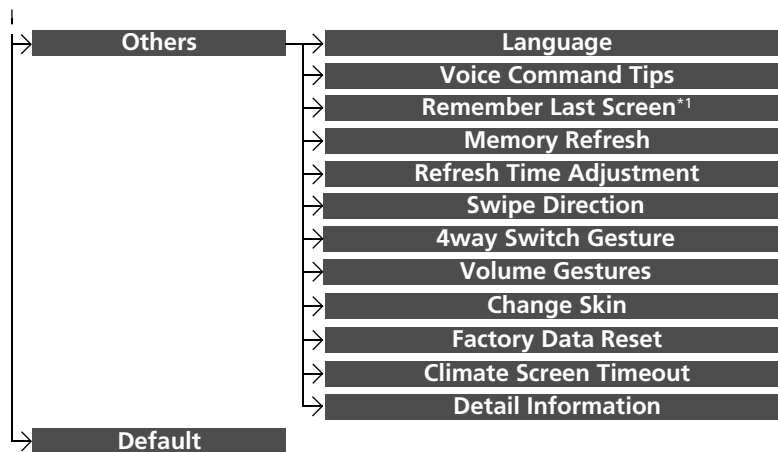 Others
Language
Voice Command Tips
Remember Last Screen*1
Memory Refresh
Refresh Time Adjustment
Swipe Direction
4way Switch Gesture
Volume Gestures
Change Skin
Factory Data Reset
Climate Screen Timeout
Detail Information
Default